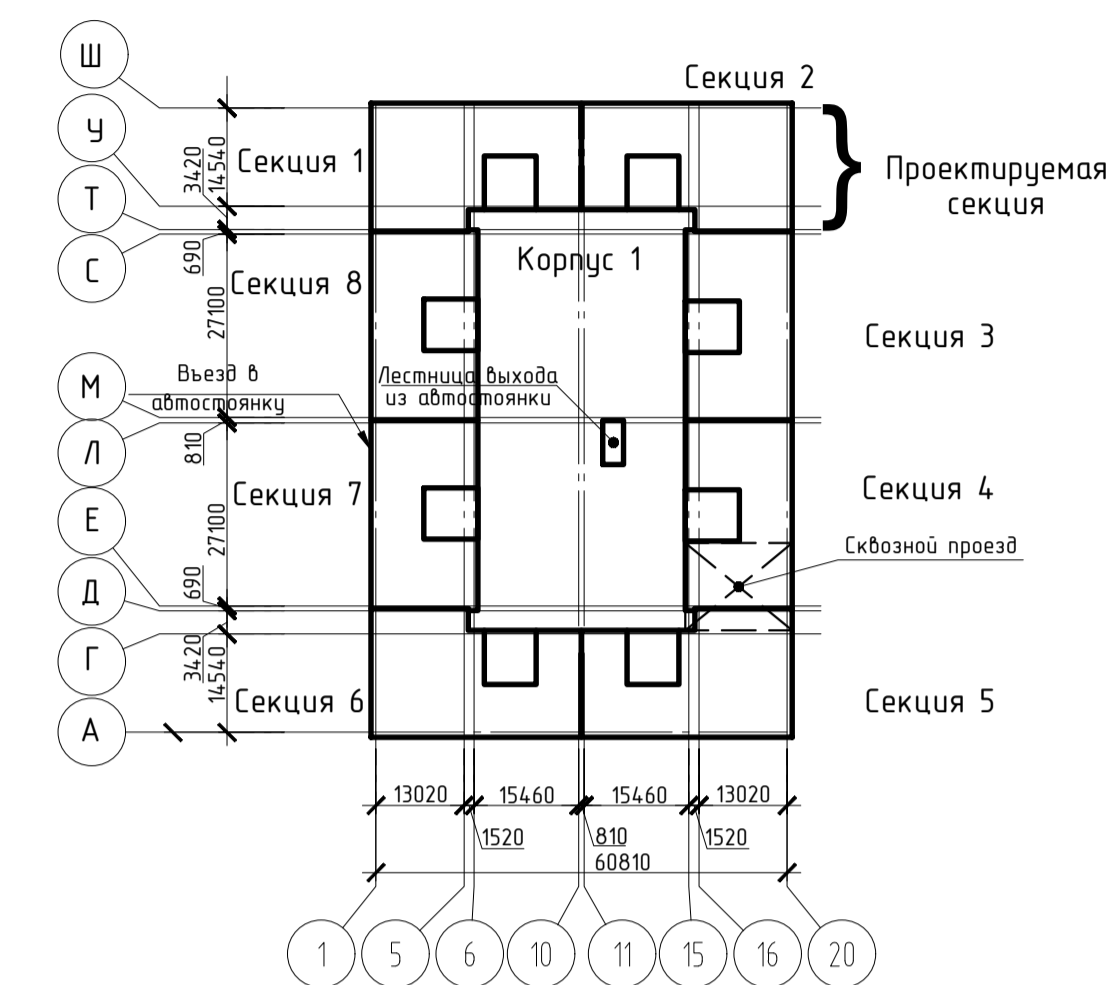 Ш
У
Т
С
М
Л
Е
Д
Г
А
3420
14540
690
27100
810
27100
690
3420
14540
Секция 2
Секция 1
Проектируемая
секция
Корпус 1
Секция 8
Секция 3
Въезд в
автостоянку
Лестница выхода
из автостоянки
Секция 7
Секция 4
Сквозной проезд
Секция 6
Секция 5
13020
15460
15460
13020
1520
810
1520
60810
1
5
6
10
11
15
16
20